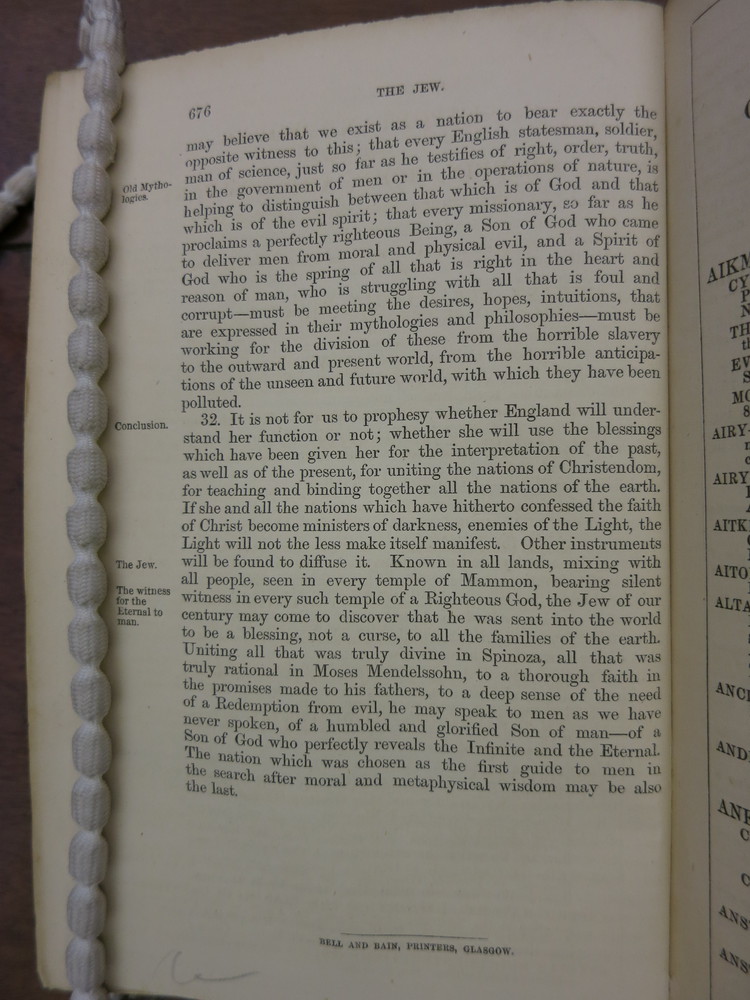 676
THE JEW.
may believe that we exist as a nation to bear exactly the
opposite witness to this; that every English statesman, soldier,
man of science, just so far as he testifies of right, order, truth,
Old Mytho-
logies.
in the government of men or in the operations of nature, is
helping to distinguish between that which is of God and that
which is of the evil spirit; that every missionary, so far as he
proclaims a perfectly righteous Being, a Son of God who came
to deliver men from moral and physical evil, and a Spirit of
God who is the spring of all that is right in the heart and
reason of man, who is struggling with all that is foul and
corrupt—must be meeting the desires, hopes, intuitions, that
are expressed in their mythologies and philosophies—must be
working for the division of these from the horrible slavery
to the outward and present world, from the horrible anticipa-
tions of the unseen and future world, with which they have been
polluted.
Conclusion.
32. It is not for us to prophesy whether England will under-
stand her function or not; whether she will use the blessings
which have been given her for the interpretation of the past,
as well as of the present, for uniting the nations of Christendom,
for teaching and binding together all the nations of the earth.
If she and all the nations which have hitherto confessed the faith
of Christ become ministers of darkness, enemies of the Light, the
Light will not the less make itself manifest. Other instruments
The Jew.
will be found to diffuse it. Known in all lands, mixing with
all people, seen in every temple of Mammon, bearing silent
The witness
for the
Eternal to
man.
witness in every such temple of a Righteous God, the Jew of our
century may come to discover that he was sent into the world
to be a blessing, not a curse, to all the families of the earth.
Uniting all that was truly divine in Spinoza, all that was
truly rational in Moses Mendelssohn, to a thorough faith in
the promises made to his fathers, to a deep sense of the need
of a Redemption from evil, he may speak to men as we have
never spoken, of a humbled and glorified Son of man—of a
Son of God who perfectly reveals the Infinite and the Eternal.
The nation which was chosen as the first guide to men in
the search after moral and metaphysical wisdom may be also
the last.
BELL AND BAIN, PRINTERS, GLASGOW.
AIKM
CY
P
N
TH
th
EV
S
MO
8
AIRY
AIRY
AITK
AITO
ALTA
ANCI
AND
ANE
C
C
ANS
ANS